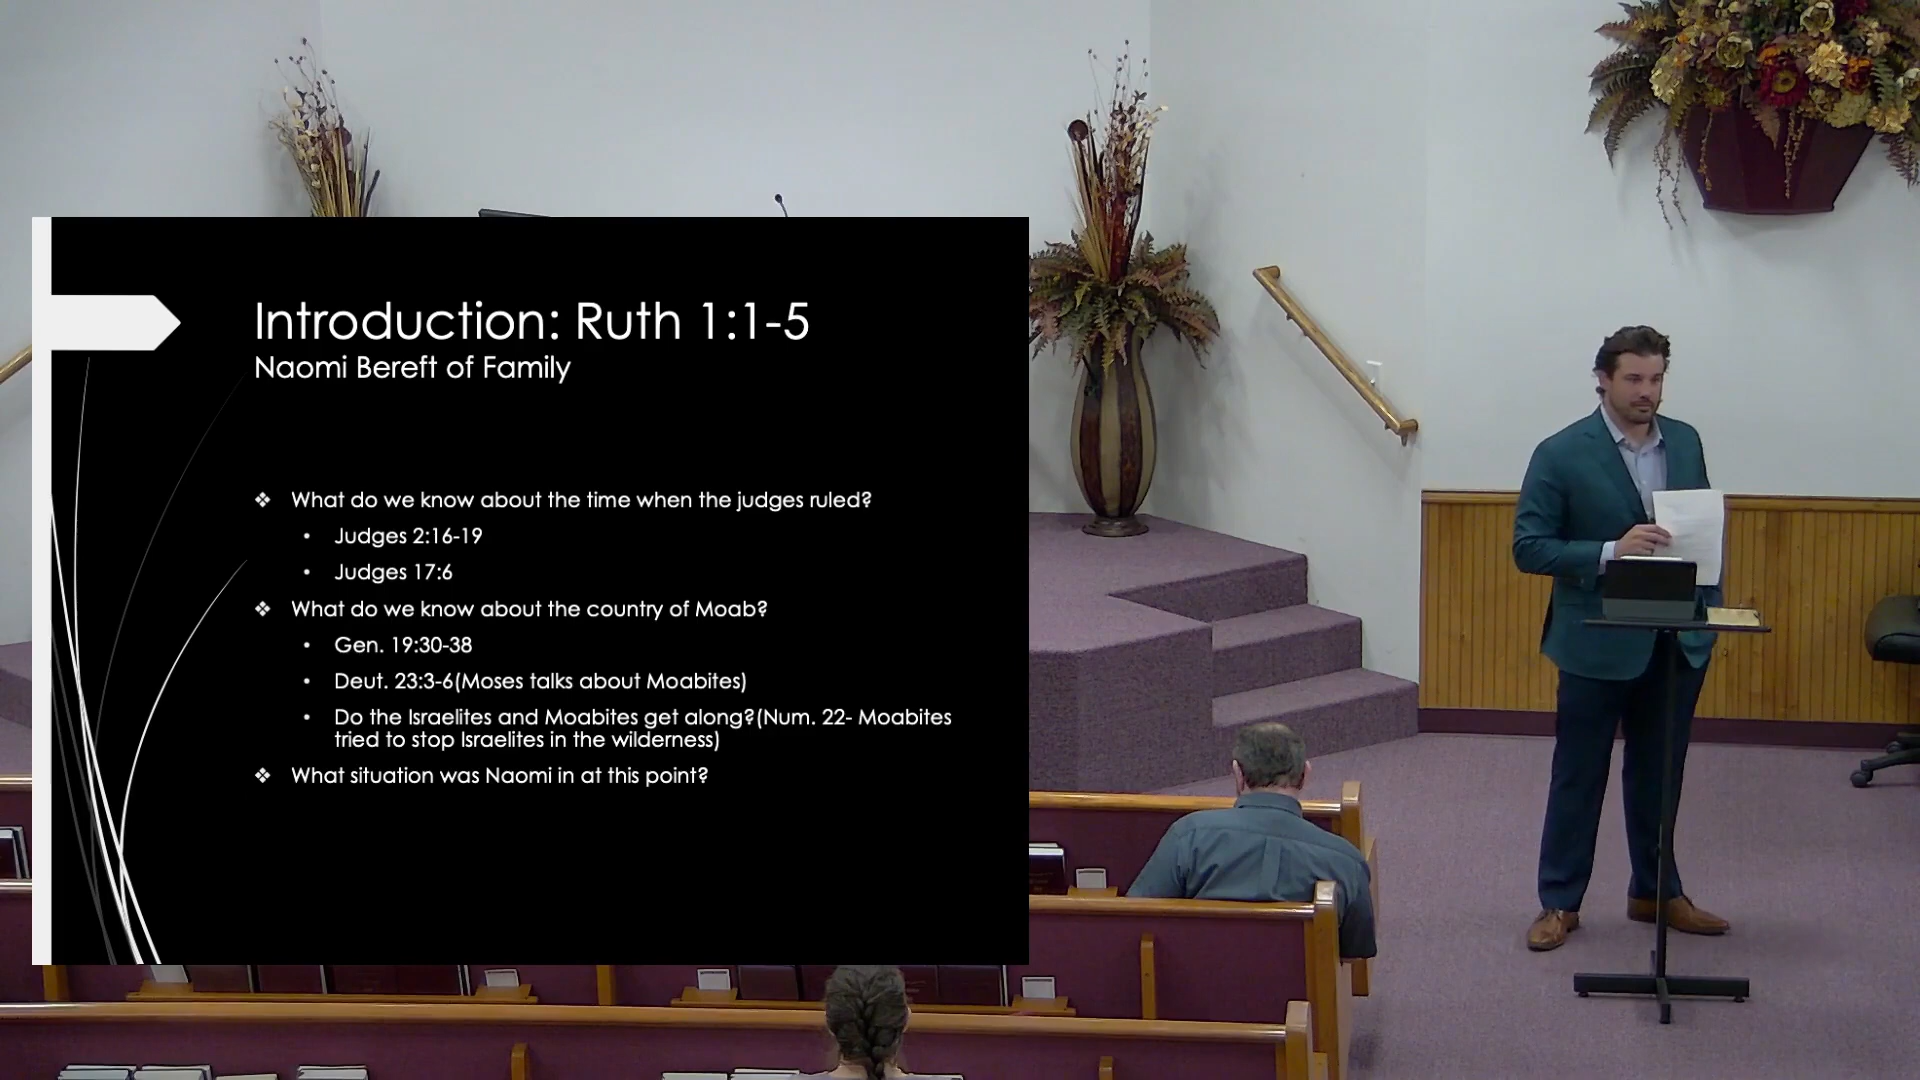 Introduction: Ruth 1:1-5
Naomi Bereft of Family
❖ What do we know about the time when the judges ruled?
• Judges 2:16-19
• Judges 17:6
❖ What do we know about the country of Moab?
• Gen. 19:30-38
• Deut. 23:3-6(Moses talks about Moabites)
• Do the Israelites and Moabites get along?(Num. 22- Moabites
tried to stop Israelites in the wilderness)
❖ What situation was Naomi in at this point?